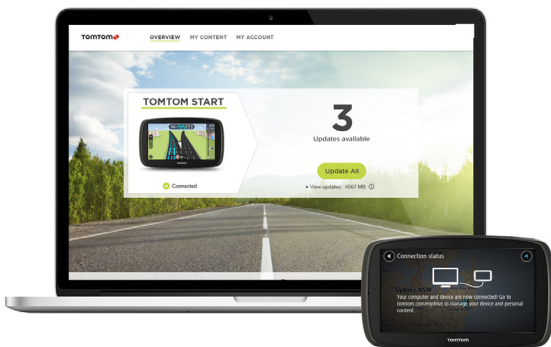 TOMTOM
OVERVIEW MY CONTENT MY ACCOUNT
TOMTOM START
Connected
3
Updates available
Update All
View updates: 4567 MB
Connection status
Sydney NSW
Your computer and device are now connected! Go to
tomtom.com/mydrive to manage your device and personal
content.
TOMTOM